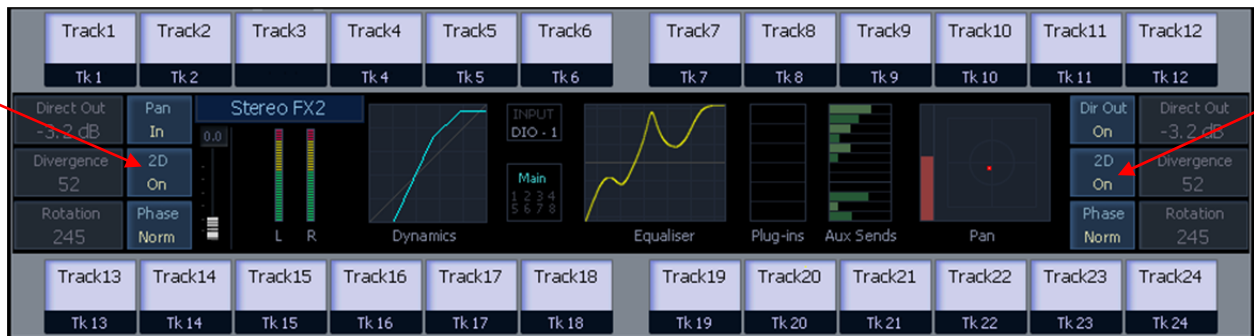 Track1 Track2 Track3 Track4 Track5 Track6 Track7 Track8 Track9 Track10 Track11 Track12
Tk 1 Tk 2 Tk 4 Tk 5 Tk 6 Tk 7 Tk 8 Tk 9 Tk 10 Tk 11 Tk 12
Direct Out
-3.2 dB
Divergence
52
Rotation
245
Pan
In
2D
On
Phase
Norm
Stereo FX2
0.0
L R
Dynamics
INPUT
DIO - 1
Main
1 2 3 4
5 6 7 8
Equaliser
Plug-ins
Aux Sends
Pan
Dir Out
On
2D
On
Phase
Norm
Direct Out
-3.2 dB
Divergence
52
Rotation
245
Track13 Track14 Track15 Track16 Track17 Track18 Track19 Track20 Track21 Track22 Track23 Track24
Tk 13 Tk 14 Tk 15 Tk 16 Tk 17 Tk 18 Tk 19 Tk 20 Tk 21 Tk 22 Tk 23 Tk 24